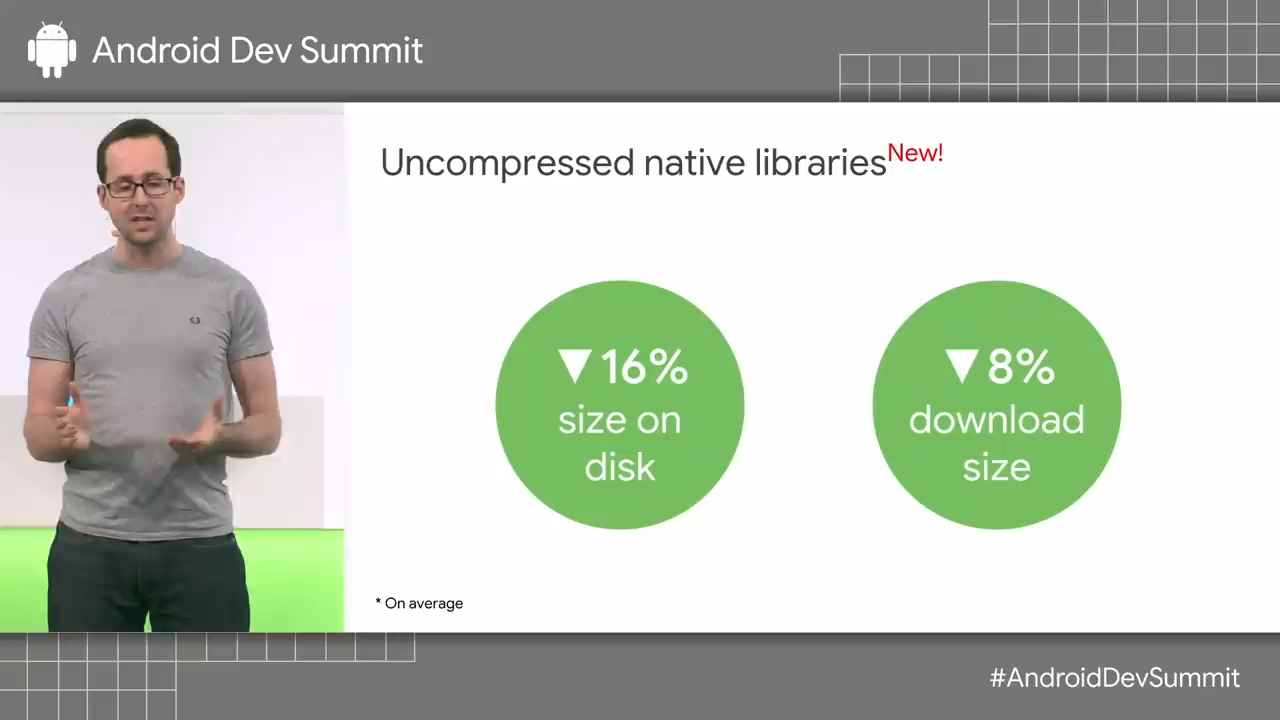 Android Dev Summit
Uncompressed native libraries New!
▼16%
size on
disk
▼8%
download
size
* On average
#AndroidDevSummit